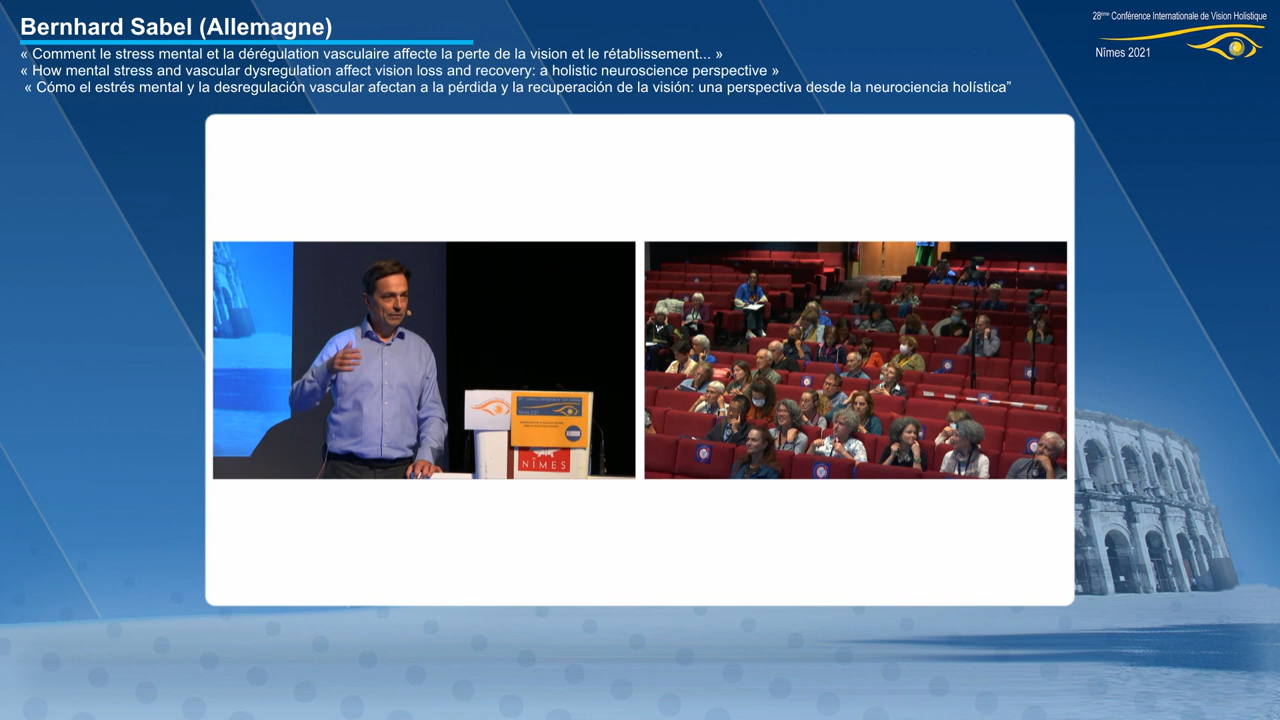 Bernhard Sabel (Allemagne)
« Comment le stress mental et la dérégulation vasculaire affecte la perte de la vision et le rétablissement... »
« How mental stress and vascular dysregulation affect vision loss and recovery: a holistic neuroscience perspective »
« Cómo el estrés mental y la desregulación vascular afectan a la pérdida y la recuperación de la visión: una perspectiva desde la neurociencia holística”
28ème Conférence Internationale de Vision Holistique
Nîmes 2021
NÎMES